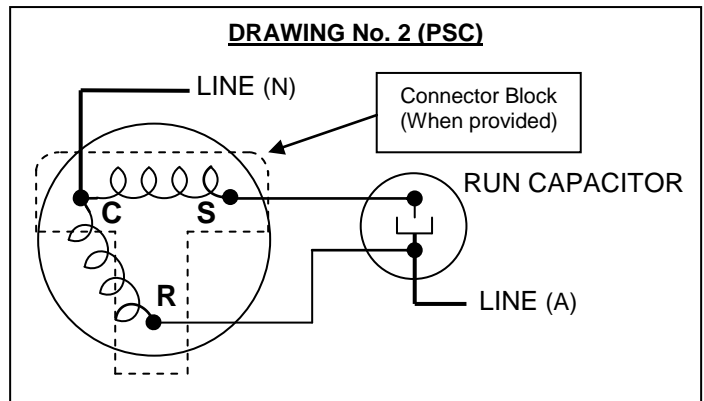 DRAWING No. 2 (PSC)
LINE (N)
Connector Block
(When provided)
RUN CAPACITOR
C
S
R
LINE (A)